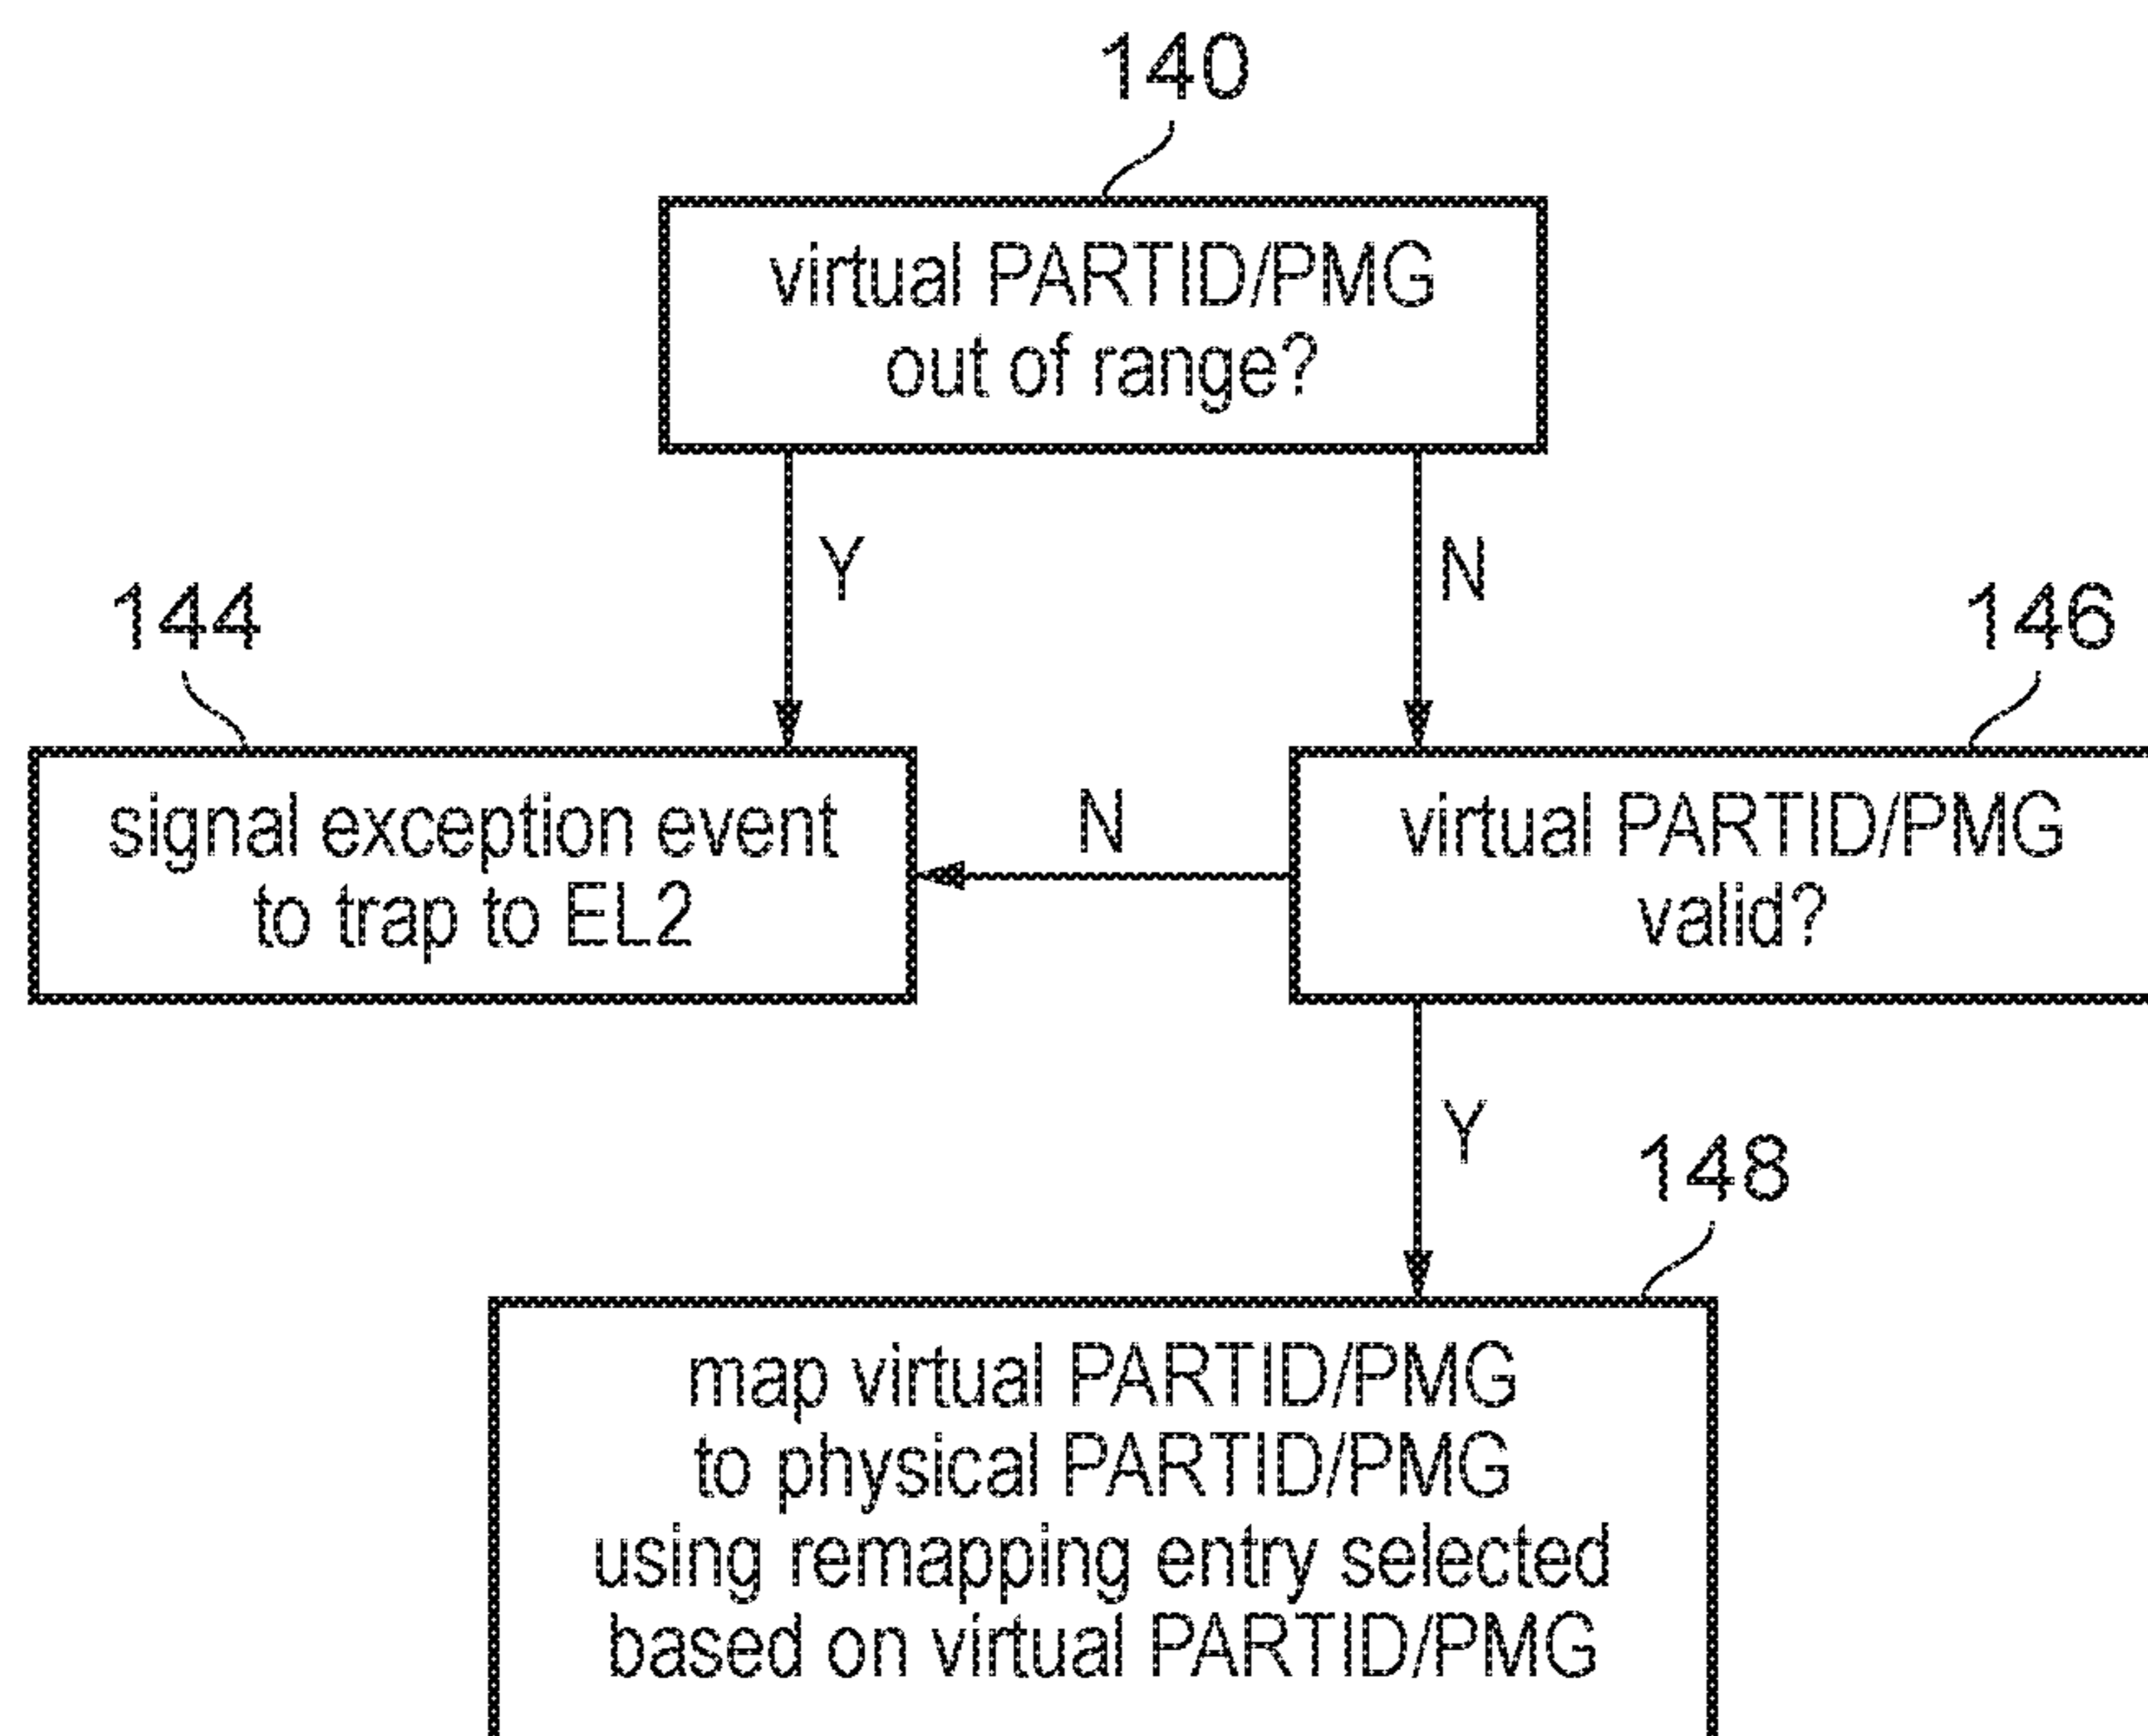 140
virtual PARTID/PMG
out of range?
Y
N
144
146
signal exception event
to trap to EL2
N
virtual PARTID/PMG
valid?
Y
148
map virtual PARTID/PMG
to physical PARTID/PMG
using remapping entry selected
based on virtual PARTID/PMG